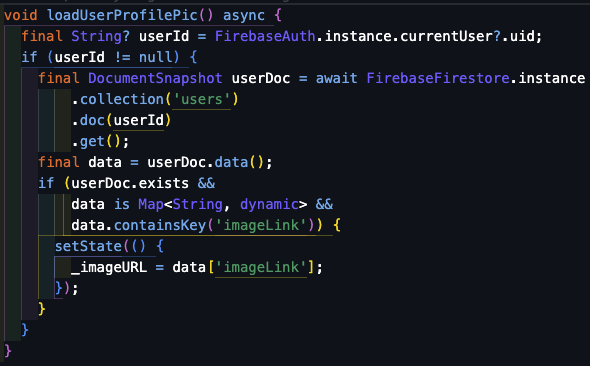 void loadUserProfilePic() async {
  final String? userId = FirebaseAuth.instance.currentUser?.uid;
  if (userId != null) {
    final DocumentSnapshot userDoc = await FirebaseFirestore.instance
        .collection('users')
        .doc(userId)
        .get();
    final data = userDoc.data();
    if (userDoc.exists &&
        data is Map<String, dynamic> &&
        data.containsKey('imageLink')) {
      setState(() {
        _imageURL = data['imageLink'];
      });
    }
  }
}